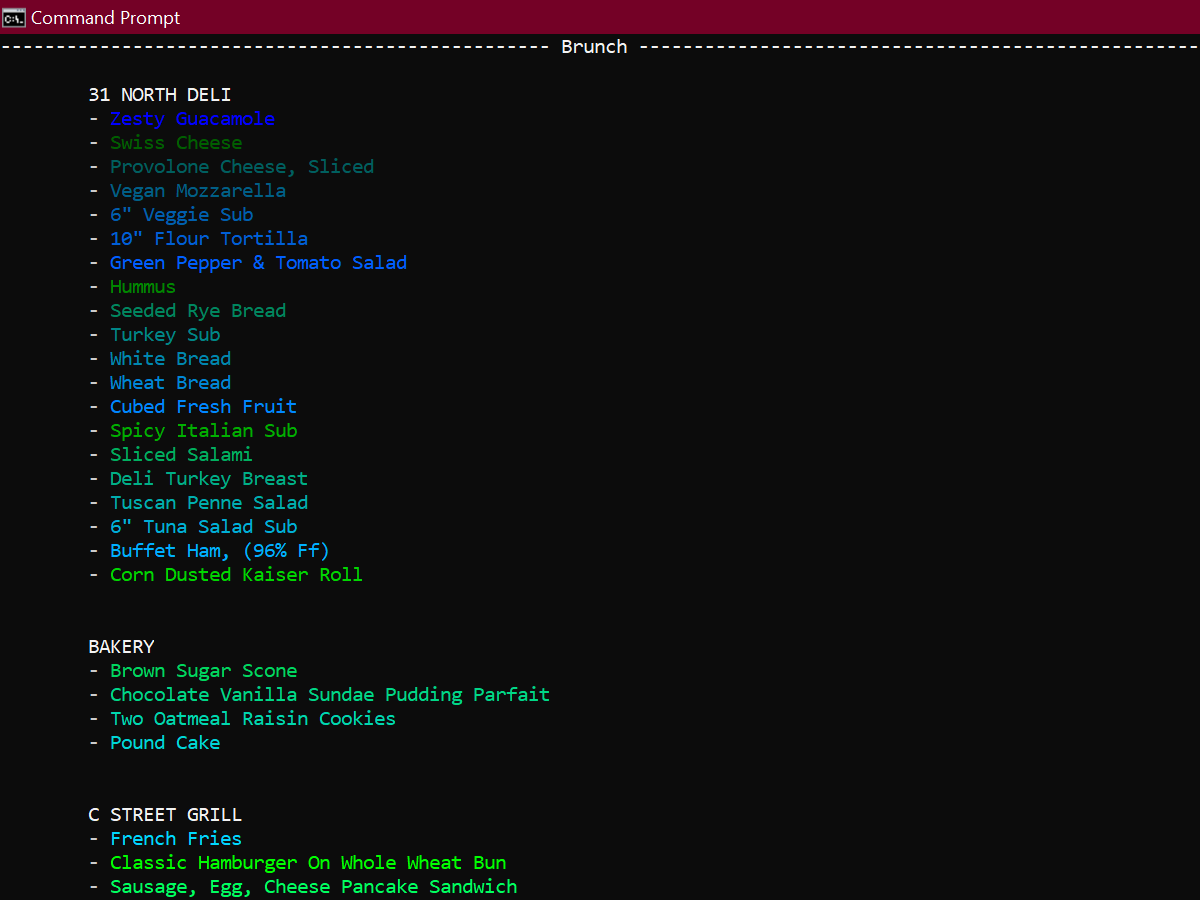 Command Prompt
-------------------------------------------------- Brunch ---------------------------------------------------
31 NORTH DELI
- Zesty Guacamole
- Swiss Cheese
- Provolone Cheese, Sliced
- Vegan Mozzarella
- 6" Veggie Sub
- 10" Flour Tortilla
- Green Pepper & Tomato Salad
- Hummus
- Seeded Rye Bread
- Turkey Sub
- White Bread
- Wheat Bread
- Cubed Fresh Fruit
- Spicy Italian Sub
- Sliced Salami
- Deli Turkey Breast
- Tuscan Penne Salad
- 6" Tuna Salad Sub
- Buffet Ham, (96% Ff)
- Corn Dusted Kaiser Roll
BAKERY
- Brown Sugar Scone
- Chocolate Vanilla Sundae Pudding Parfait
- Two Oatmeal Raisin Cookies
- Pound Cake
C STREET GRILL
- French Fries
- Classic Hamburger On Whole Wheat Bun
- Sausage, Egg, Cheese Pancake Sandwich